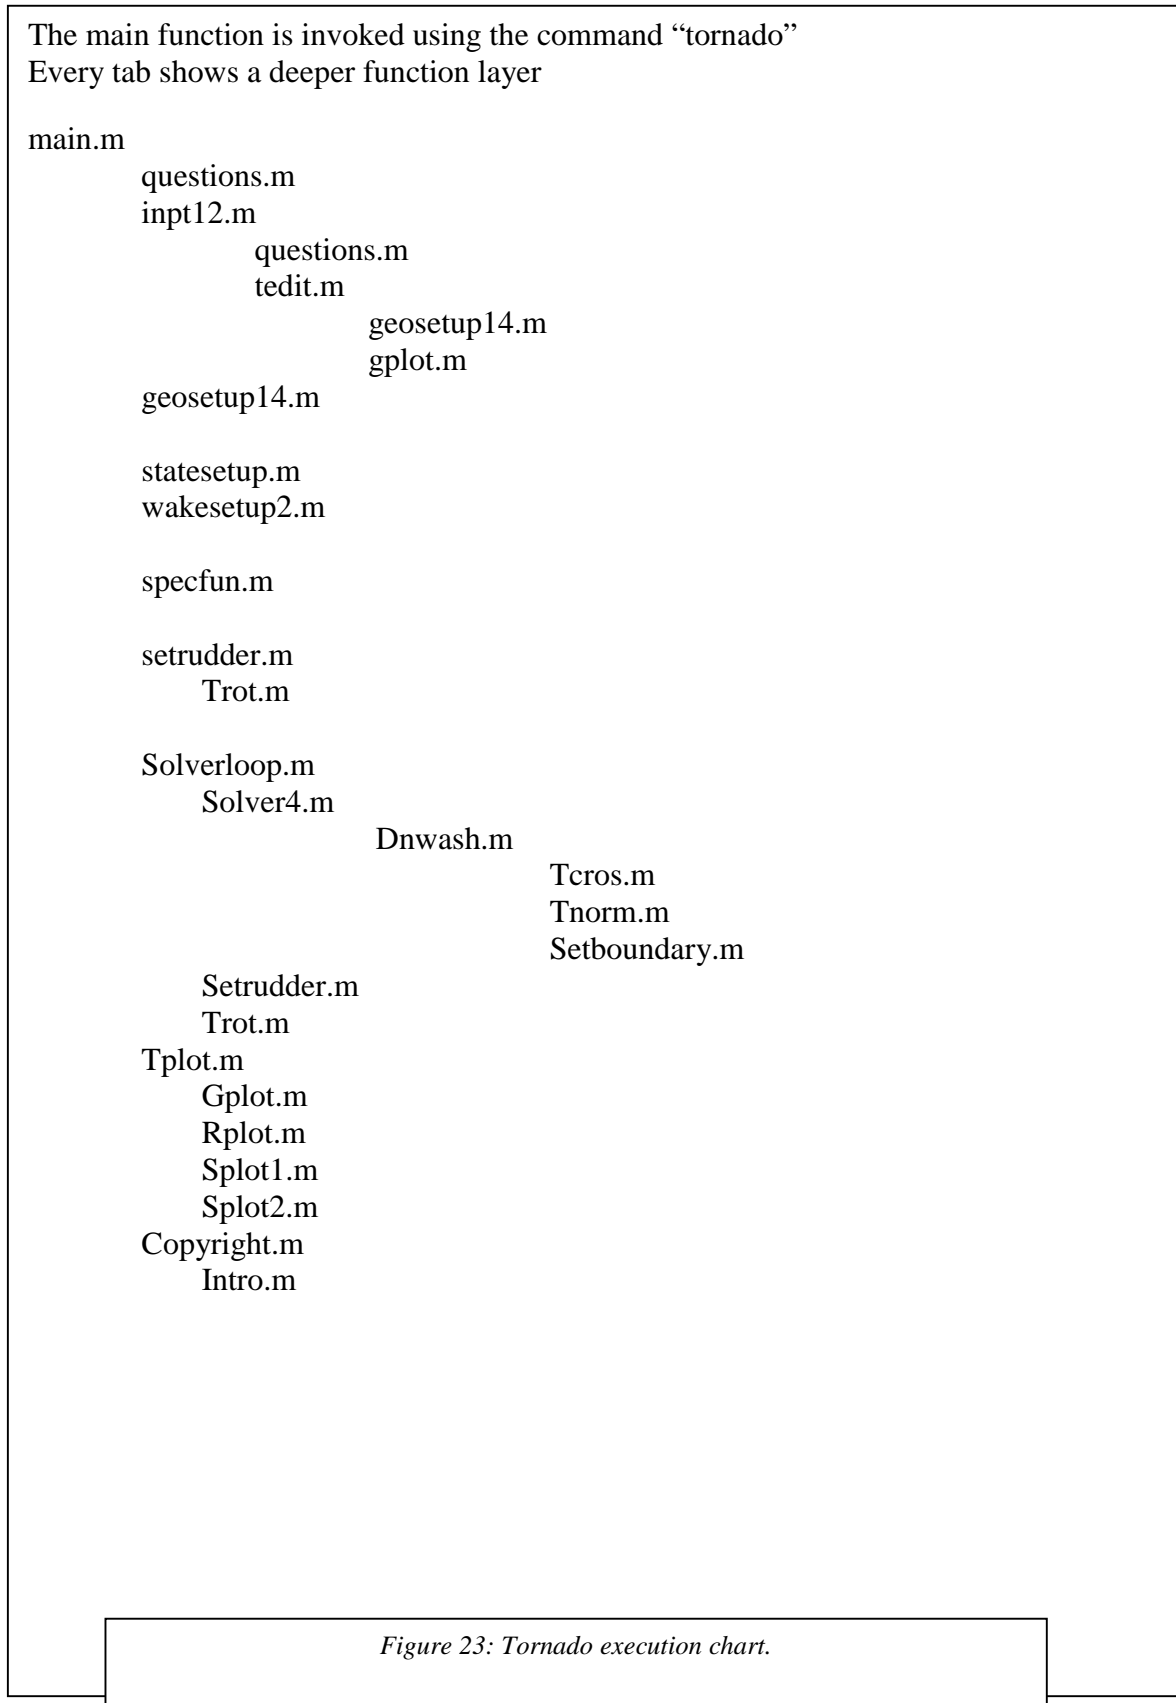 The main function is invoked using the command “tornado”
Every tab shows a deeper function layer
main.m
questions.m
inpt12.m
questions.m
tedit.m
geosetup14.m
gplot.m
geosetup14.m
statesetup.m
wakesetup2.m
specfun.m
setrudder.m
Trot.m
Solverloop.m
Solver4.m
Dnwash.m
Tcros.m
Tnorm.m
Setboundary.m
Setrudder.m
Trot.m
Tplot.m
Gplot.m
Rplot.m
Splot1.m
Splot2.m
Copyright.m
Intro.m
Figure 23: Tornado execution chart.